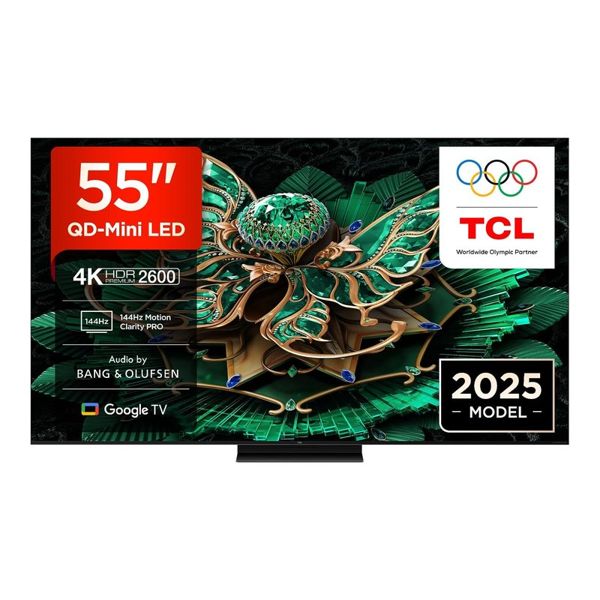 55"
QD-Mini LED
4K HDR PREMIUM 2600
144Hz
144Hz Motion
Clarity PRO
Audio by
BANG & OLUFSEN
Google TV
TCL
Worldwide Olympic Partner
2025
MODEL